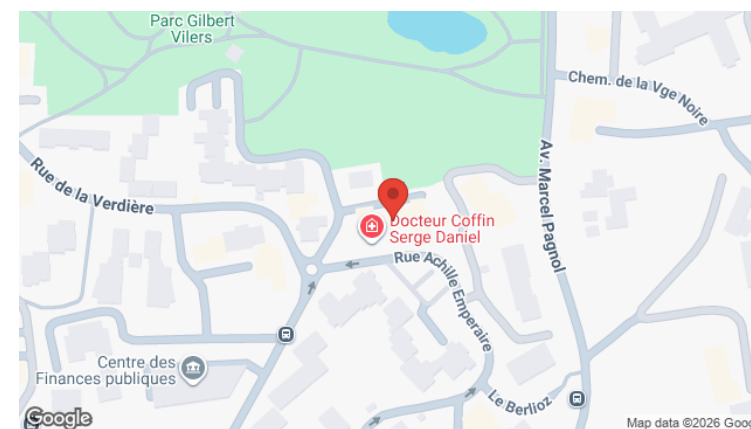 Parc Gilbert
Vilers
Chem. de la Vge Noire
Av. Marcel Pagnol
Rue de la Verdière
Docteur Coffin
Serge Daniel
Rue Achille Emperaire
Centre des
Finances publiques
Le Berlioz
Google
Map data ©2026 Goo